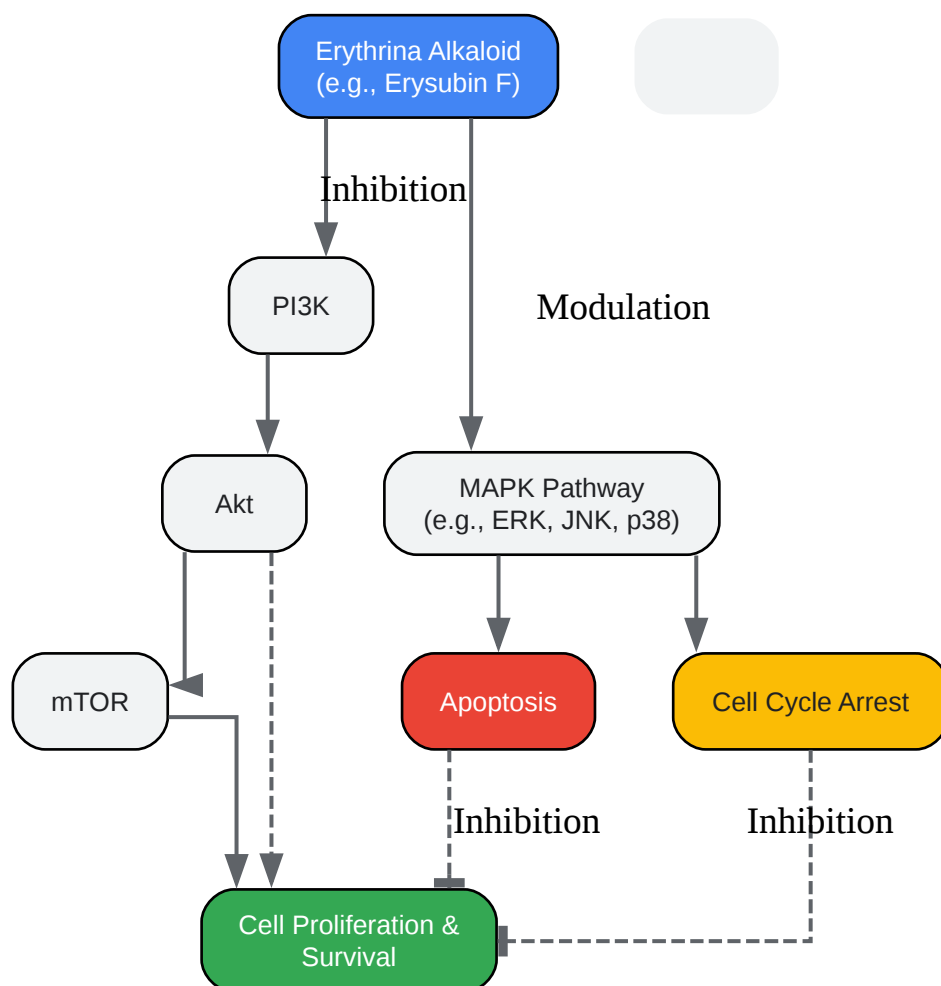 Erythrina Alkaloid
(e.g., Erysubin F)
Inhibition
PI3K
Modulation
Akt
MAPK Pathway
(e.g., ERK, JNK, p38)
mTOR
Apoptosis
Cell Cycle Arrest
Inhibition
Inhibition
Cell Proliferation &
Survival